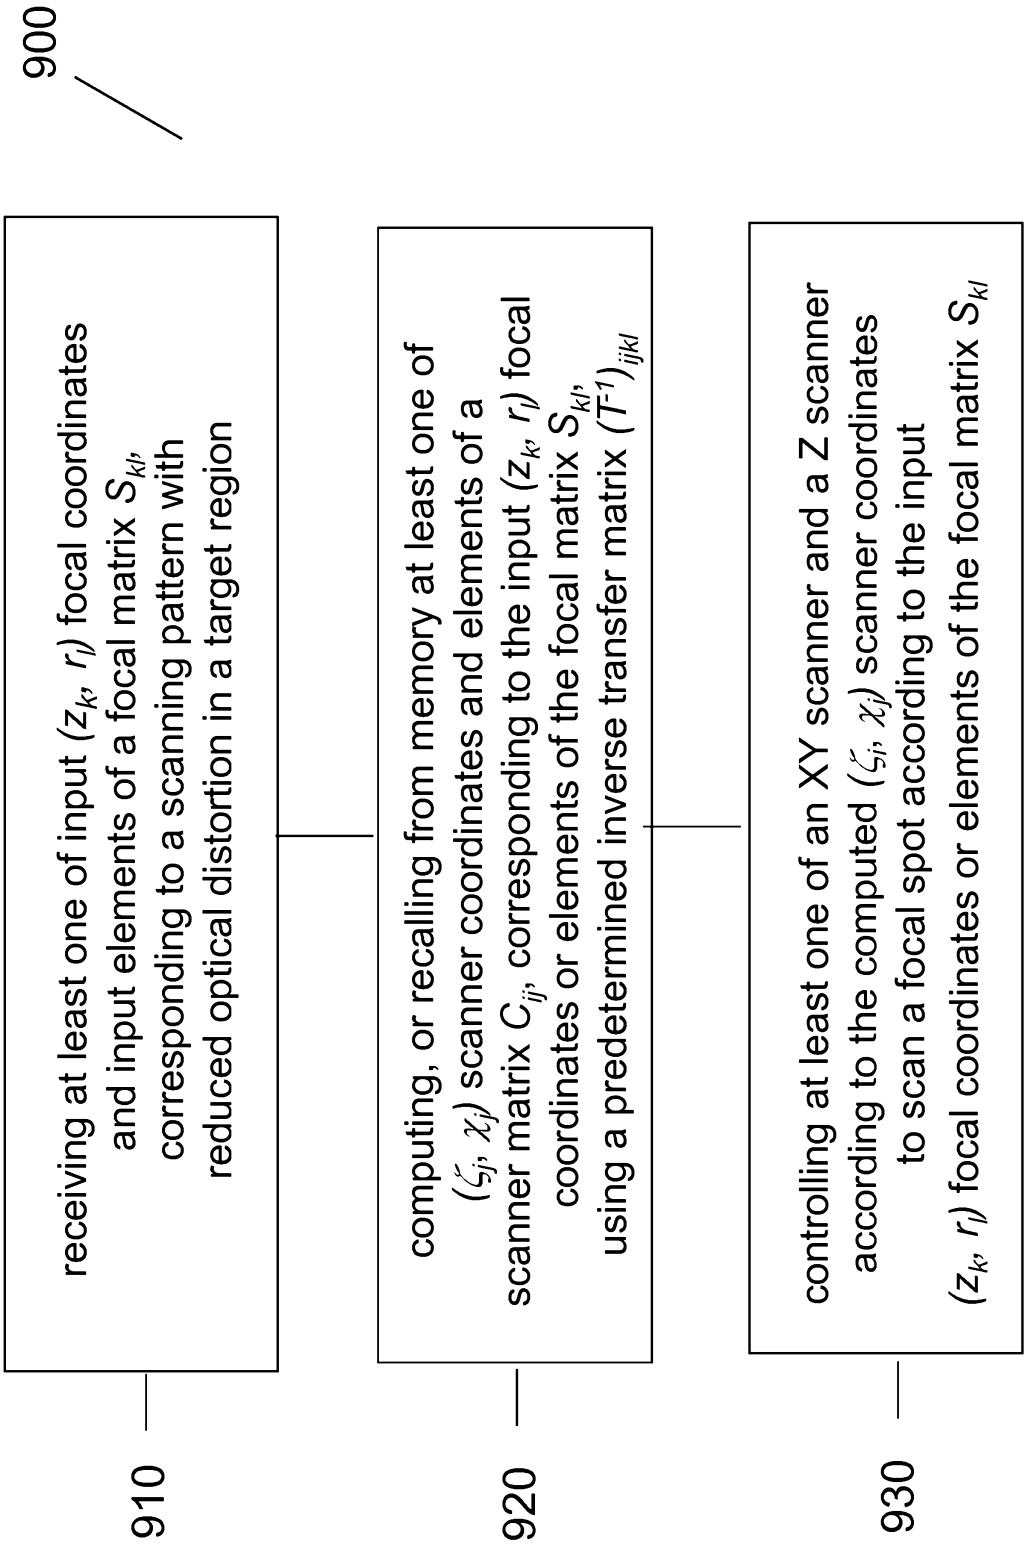 900
910
receiving at least one of input (z_k, r_l) focal coordinates
and input elements of a focal matrix S_kl,
corresponding to a scanning pattern with
reduced optical distortion in a target region
920
computing, or recalling from memory at least one of
(ζ_j, χ_j) scanner coordinates and elements of a
scanner matrix C_ij, corresponding to the input (z_k, r_l) focal
coordinates or elements of the focal matrix S_kl,
using a predetermined inverse transfer matrix (T^-1)_ijkl
930
controlling at least one of an XY scanner and a Z scanner
according to the computed (ζ_i, χ_j) scanner coordinates
to scan a focal spot according to the input
(z_k, r_l) focal coordinates or elements of the focal matrix S_kl